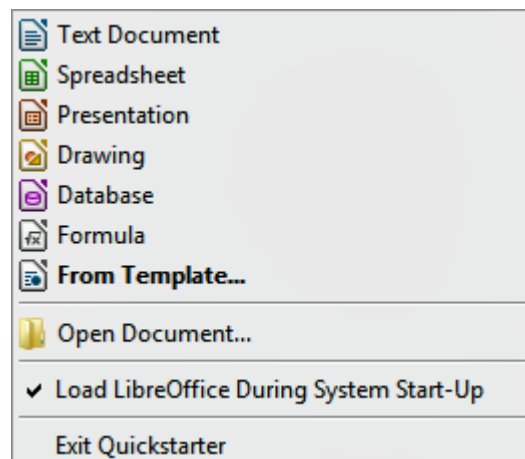 Text Document
Spreadsheet
Presentation
Drawing
Database
Formula
From Template...
Open Document...
Load LibreOffice During System Start-Up
Exit Quickstarter